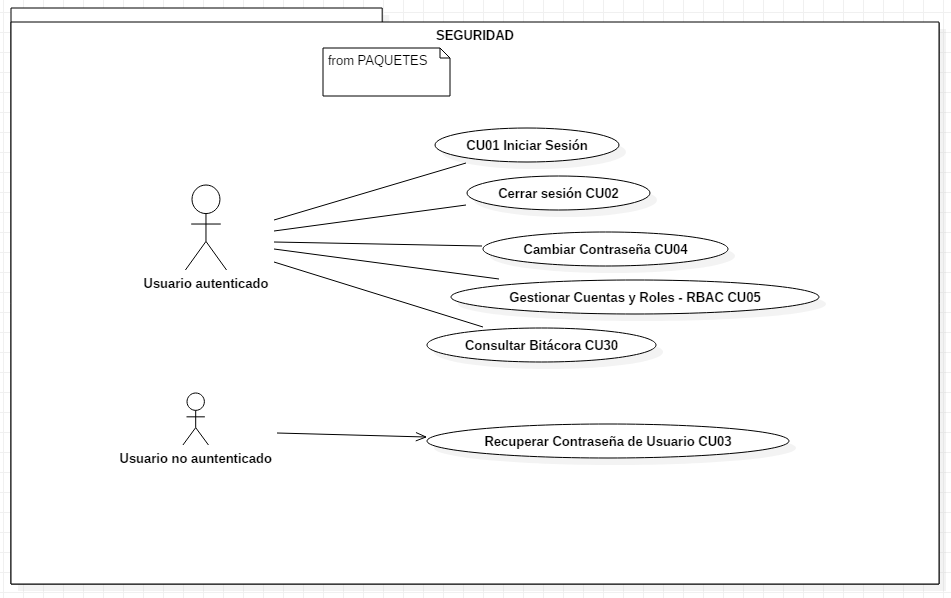 SEGURIDAD
from PAQUETES
CU01 Iniciar Sesión
Cerrar sesión CU02
Cambiar Contraseña CU04
Usuario autenticado
Gestionar Cuentas y Roles - RBAC CU05
Consultar Bitácora CU30
Recuperar Contraseña de Usuario CU03
Usuario no auntenticado